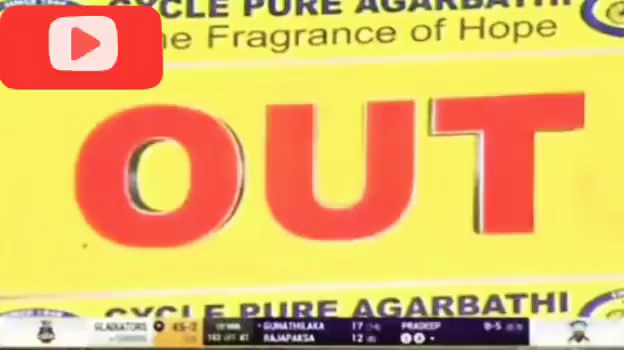 CYCLE PURE AGARBATHI
The Fragrance of Hope
OUT
CYCLE PURE AGARBATHI
GLADIATORS 45-2 GUNATHILAKA 17 PRADEEP 0-5
RAJAPAKSA 12